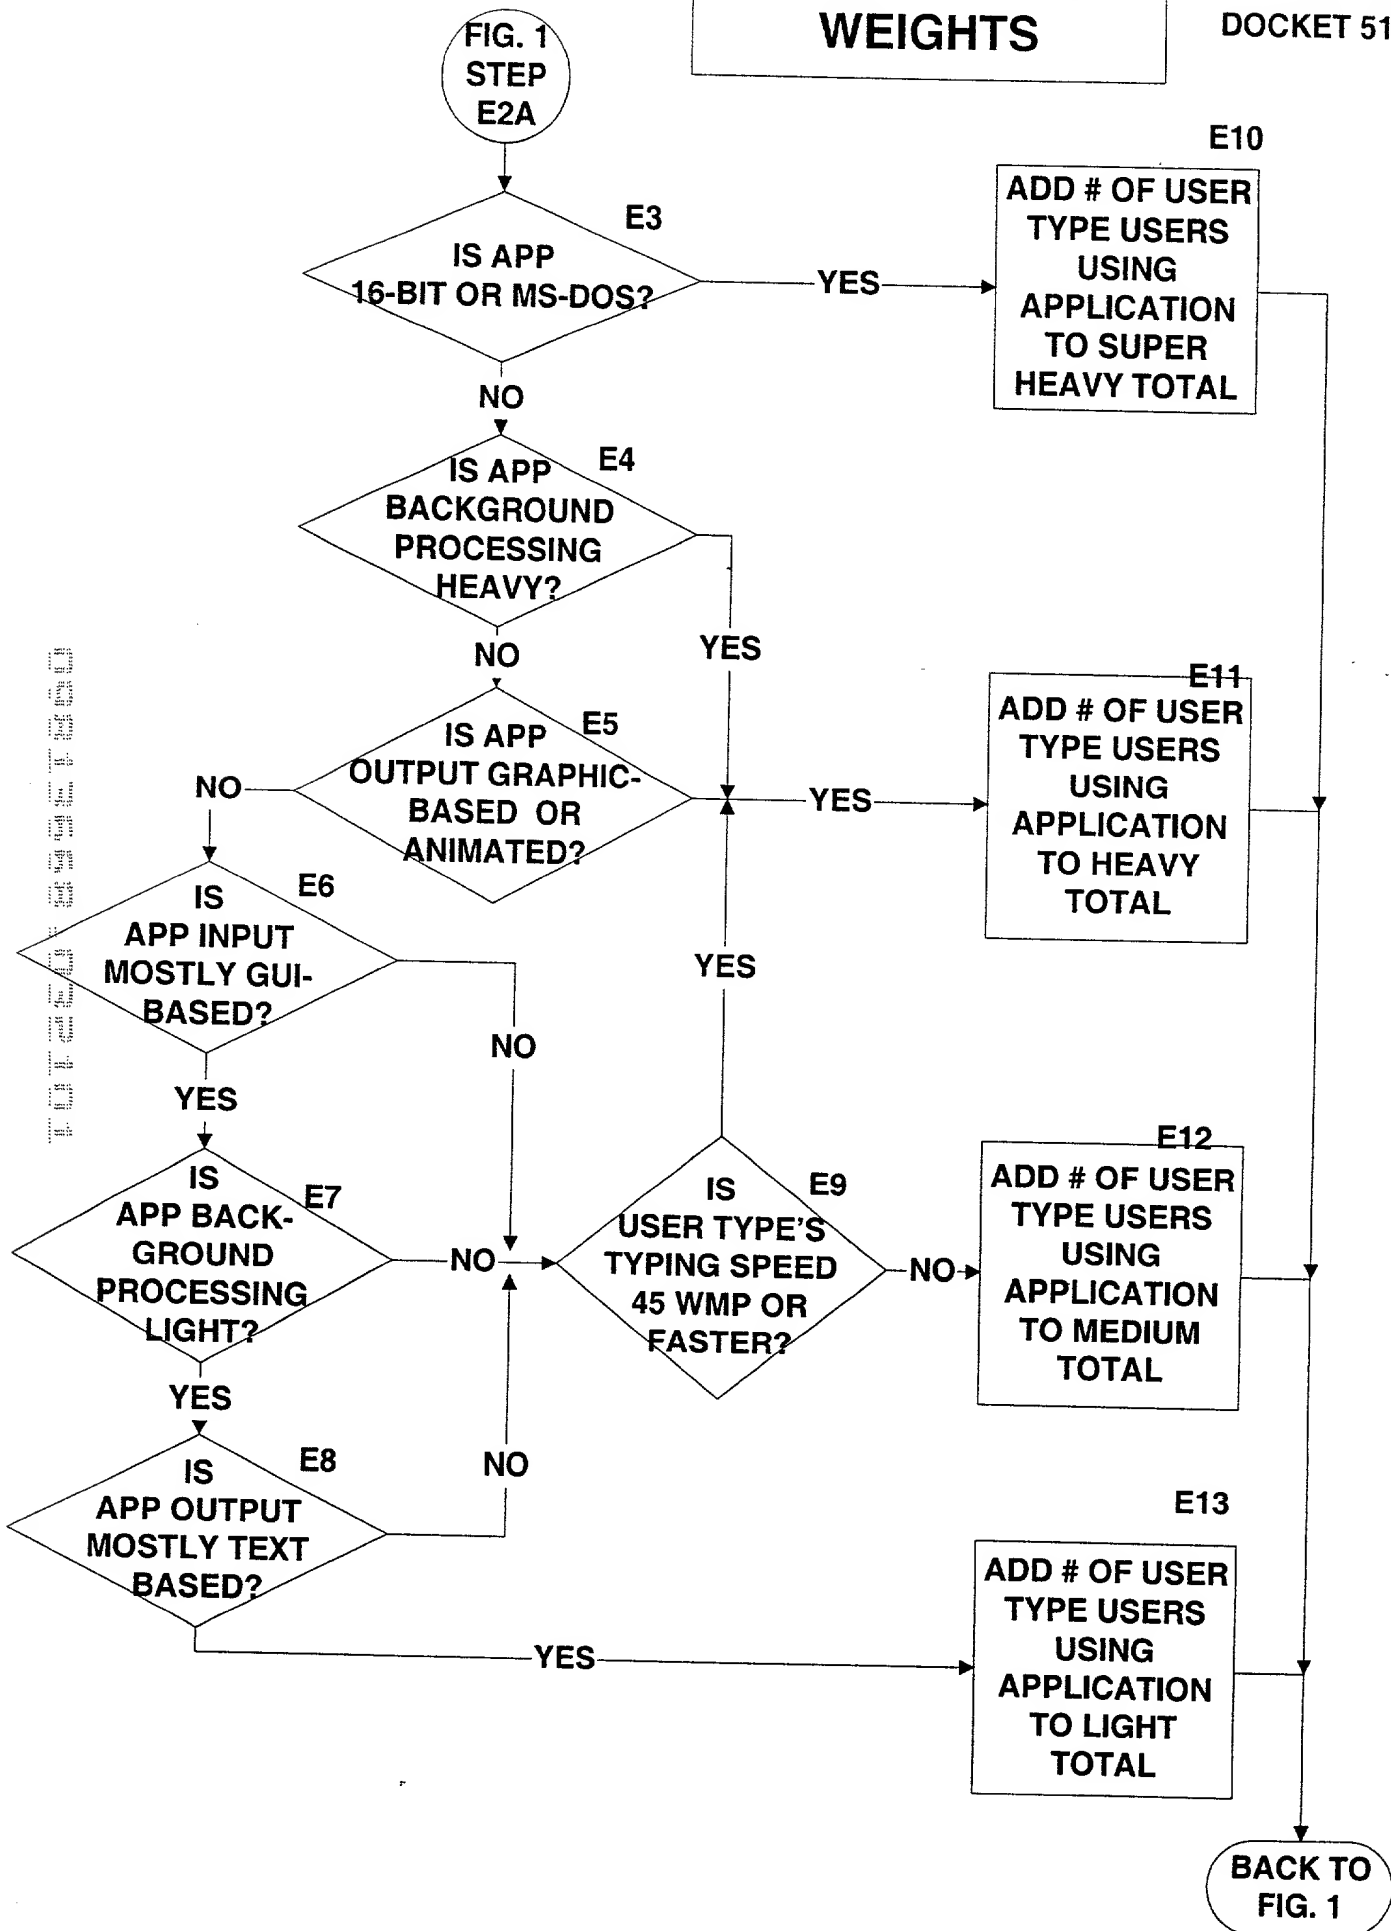 WEIGHTS
DOCKET 51
FIG. 1
STEP
E2A
E3
IS APP
16-BIT OR MS-DOS?
YES
NO
E10
ADD # OF USER
TYPE USERS
USING
APPLICATION
TO SUPER
HEAVY TOTAL
E4
IS APP
BACKGROUND
PROCESSING
HEAVY?
YES
NO
E5
IS APP
OUTPUT GRAPHIC-
BASED OR
ANIMATED?
NO
YES
E11
ADD # OF USER
TYPE USERS
USING
APPLICATION
TO HEAVY
TOTAL
E6
IS
APP INPUT
MOSTLY GUI-
BASED?
NO
YES
YES
E7
IS
APP BACK-
GROUND
PROCESSING
LIGHT?
NO
YES
E9
IS
USER TYPE'S
TYPING SPEED
45 WMP OR
FASTER?
NO
E12
ADD # OF USER
TYPE USERS
USING
APPLICATION
TO MEDIUM
TOTAL
E8
IS
APP OUTPUT
MOSTLY TEXT
BASED?
NO
YES
E13
ADD # OF USER
TYPE USERS
USING
APPLICATION
TO LIGHT
TOTAL
BACK TO
FIG. 1